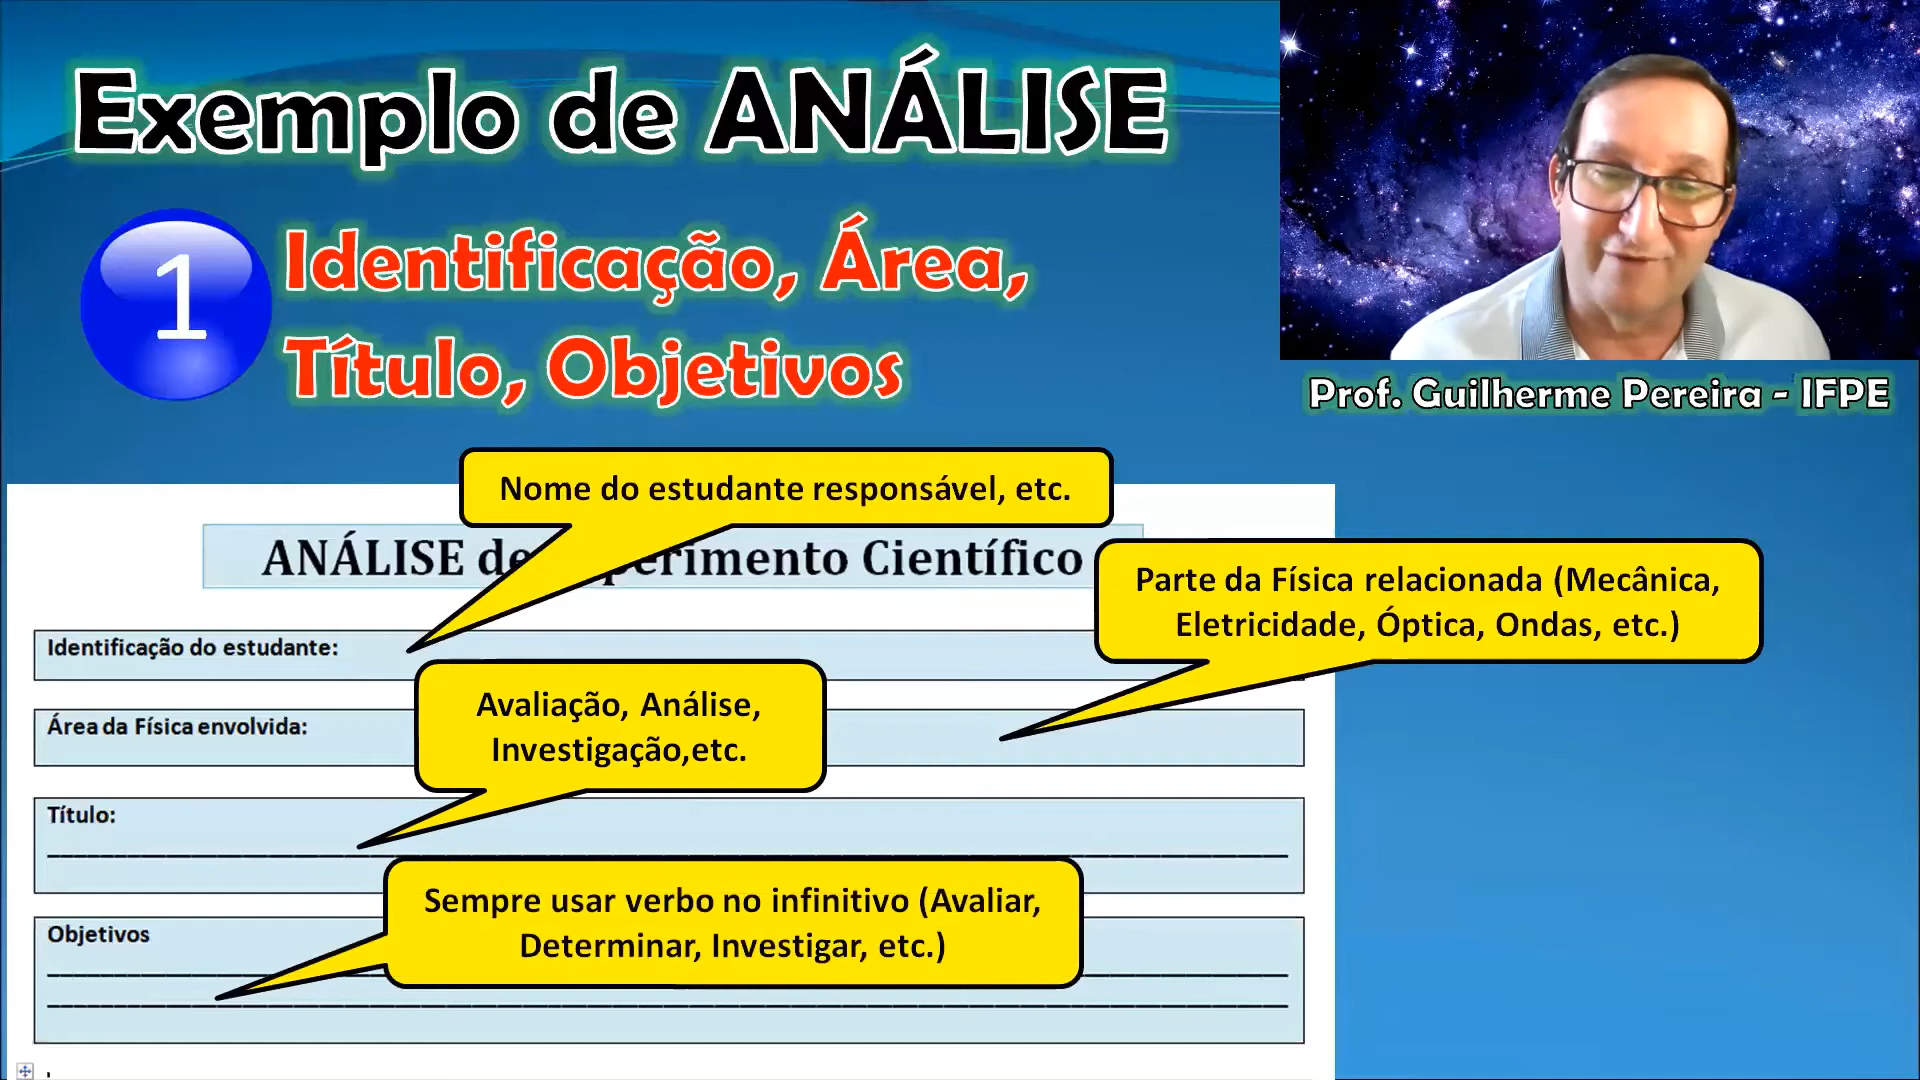 Exemplo de ANÁLISE
1
Identificação, Área,
Título, Objetivos
Prof. Guilherme Pereira - IFPE
Nome do estudante responsável, etc.
ANÁLISE de perimento Científico
Parte da Física relacionada (Mecânica,
Eletricidade, Óptica, Ondas, etc.)
Identificação do estudante:
Avaliação, Análise,
Investigação,etc.
Área da Física envolvida:
Título:
Sempre usar verbo no infinitivo (Avaliar,
Determinar, Investigar, etc.)
Objetivos